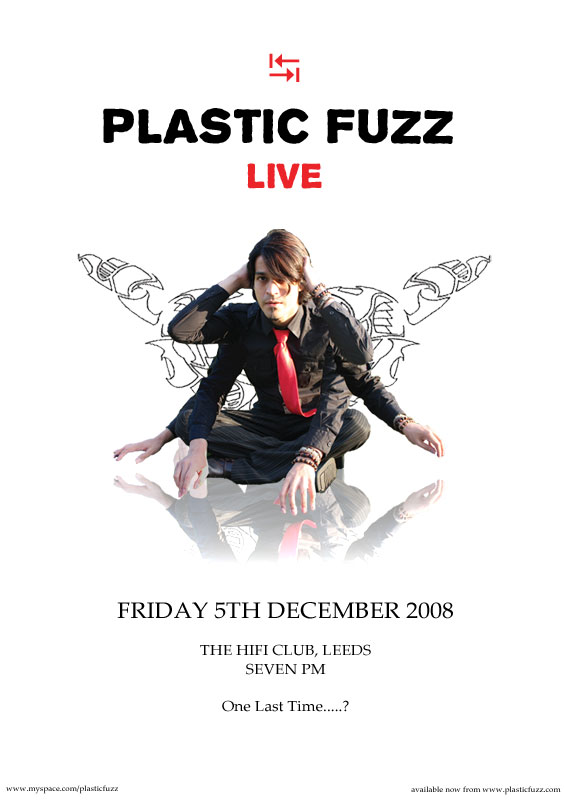 PLASTIC FUZZ
LIVE
FRIDAY 5TH DECEMBER 2008
THE HIFI CLUB, LEEDS
SEVEN PM
One Last Time.....?
www.myspace.com/plasticfuzz
available now from www.plasticfuzz.com